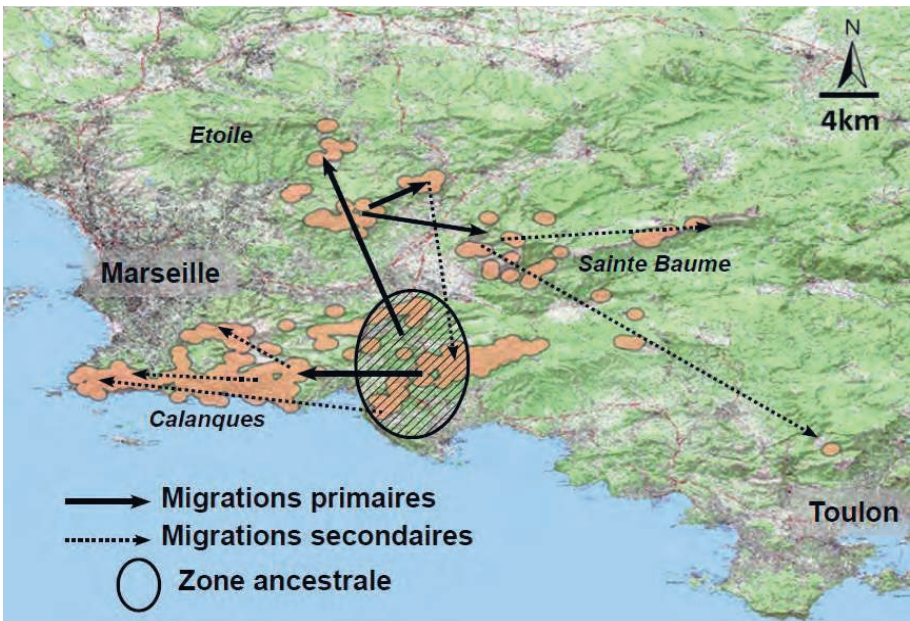 N
4km
Etoile
Marseille
Sainte Baume
Calanques
Migrations primaires
Migrations secondaires
Zone ancestrale
Toulon